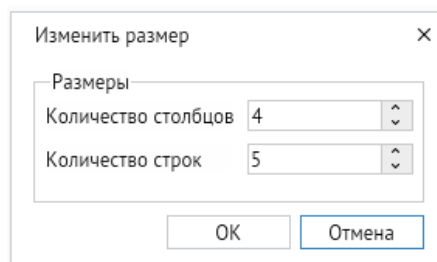 Изменить размер
Размеры
Количество столбцов 4
Количество строк 5
OK Отмена